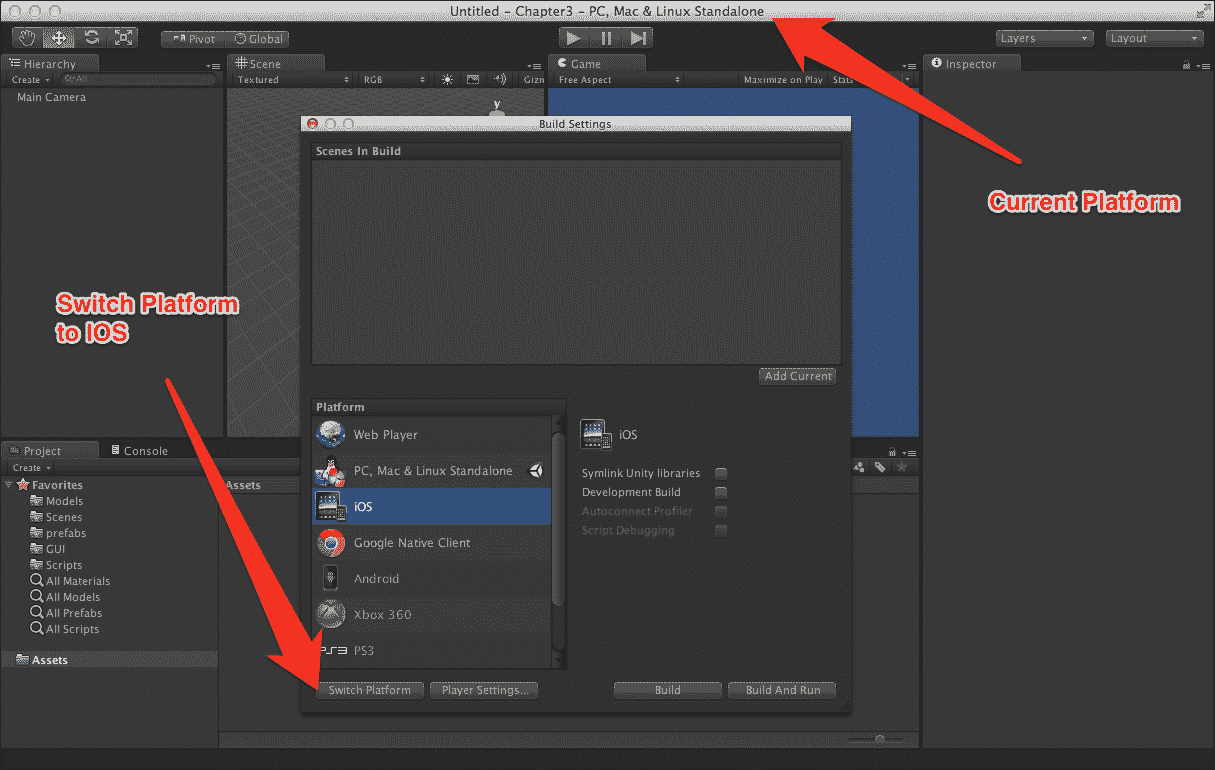 Untitled - Chapter3 - PC, Mac & Linux Standalone
Pivot Global Layers Layout
Hierarchy Scene Game Inspector
Create All Textured RGB Gizn Free Aspect Maximize on Play Stats
Main Camera
y
Build Settings
Scenes In Build
Current Platform
Switch Platform
to IOS
Add Current
Platform
Web Player
PC, Mac & Linux Standalone
iOS
Google Native Client
Android
Xbox 360
PS3 PS3
iOS
Symlink Unity libraries
Development Build
Autoconnect Profiler
Script Debugging
Switch Platform Player Settings... Build Build And Run
Project Console
Create
Favorites
Models
Scenes
prefabs
GUI
Scripts
All Materials
All Models
All Prefabs
All Scripts
Assets
Assets